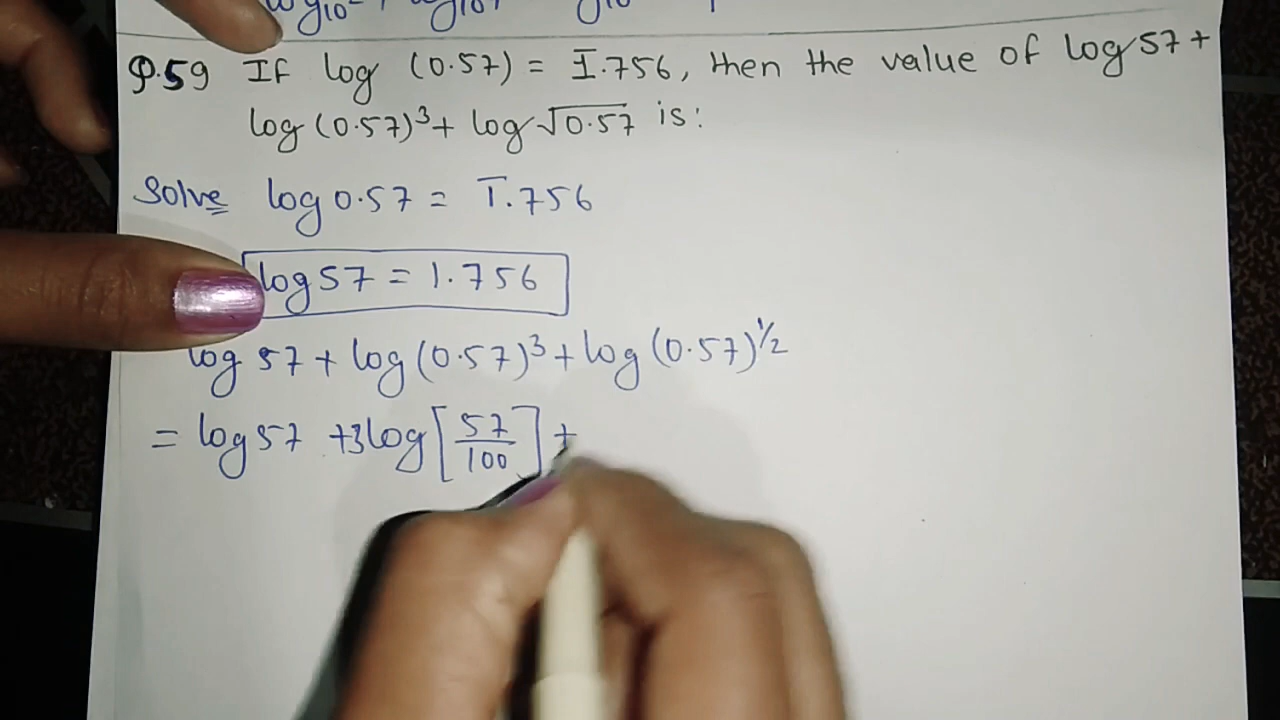 Q.59 If log (0.57) = Ī.756, then the value of log 57 +
log (0.57)³ + log √0.57 is:
Solve log 0.57 = Ī.756
log 57 = 1.756
log 57 + log (0.57)³ + log (0.57)^½
= log 57 + 3log [57/100] +